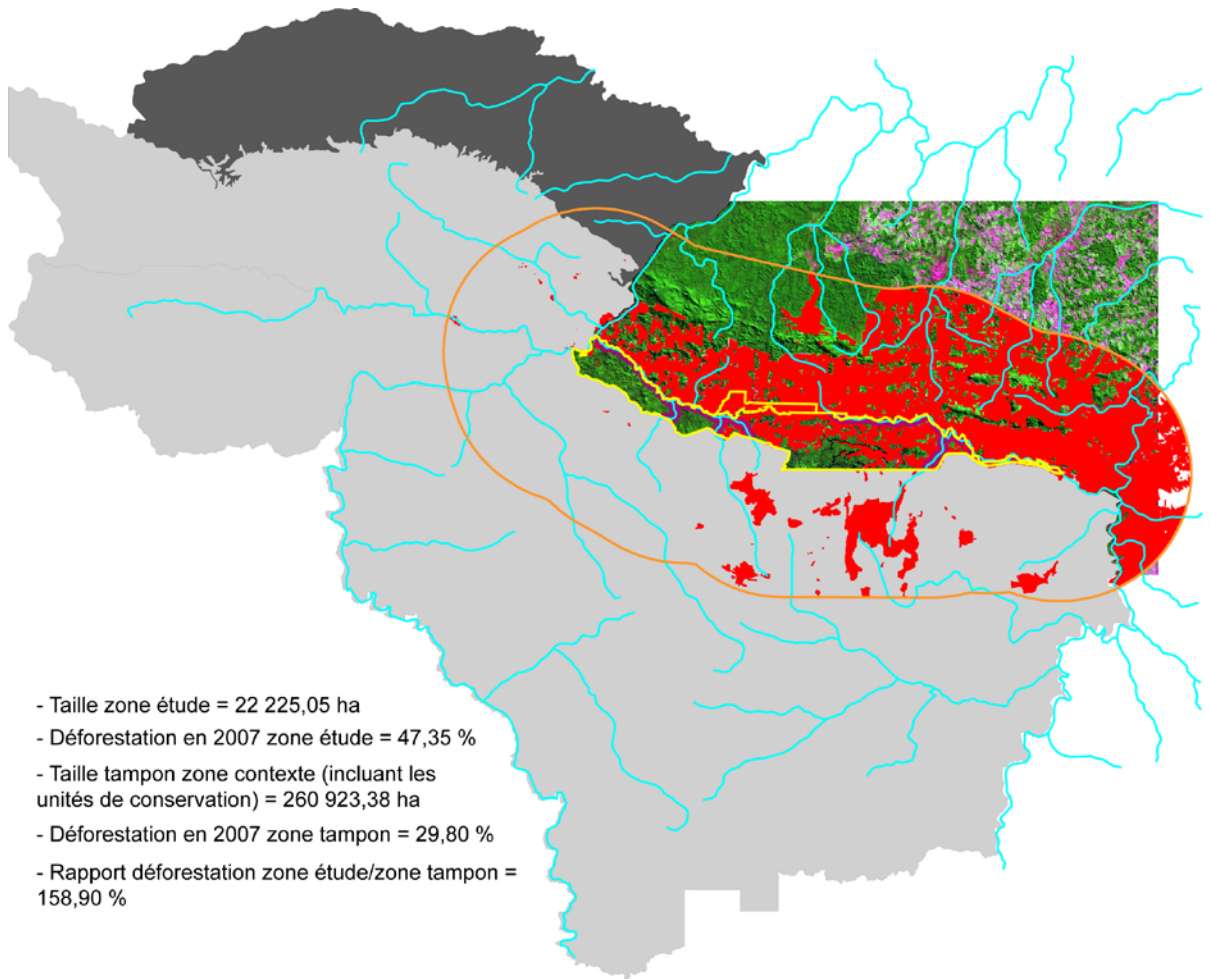 - Taille zone étude = 22 225,05 ha
- Déforestation en 2007 zone étude = 47,35 %
- Taille tampon zone contexte (incluant les
unités de conservation) = 260 923,38 ha
- Déforestation en 2007 zone tampon = 29,80 %
- Rapport déforestation zone étude/zone tampon =
158,90 %